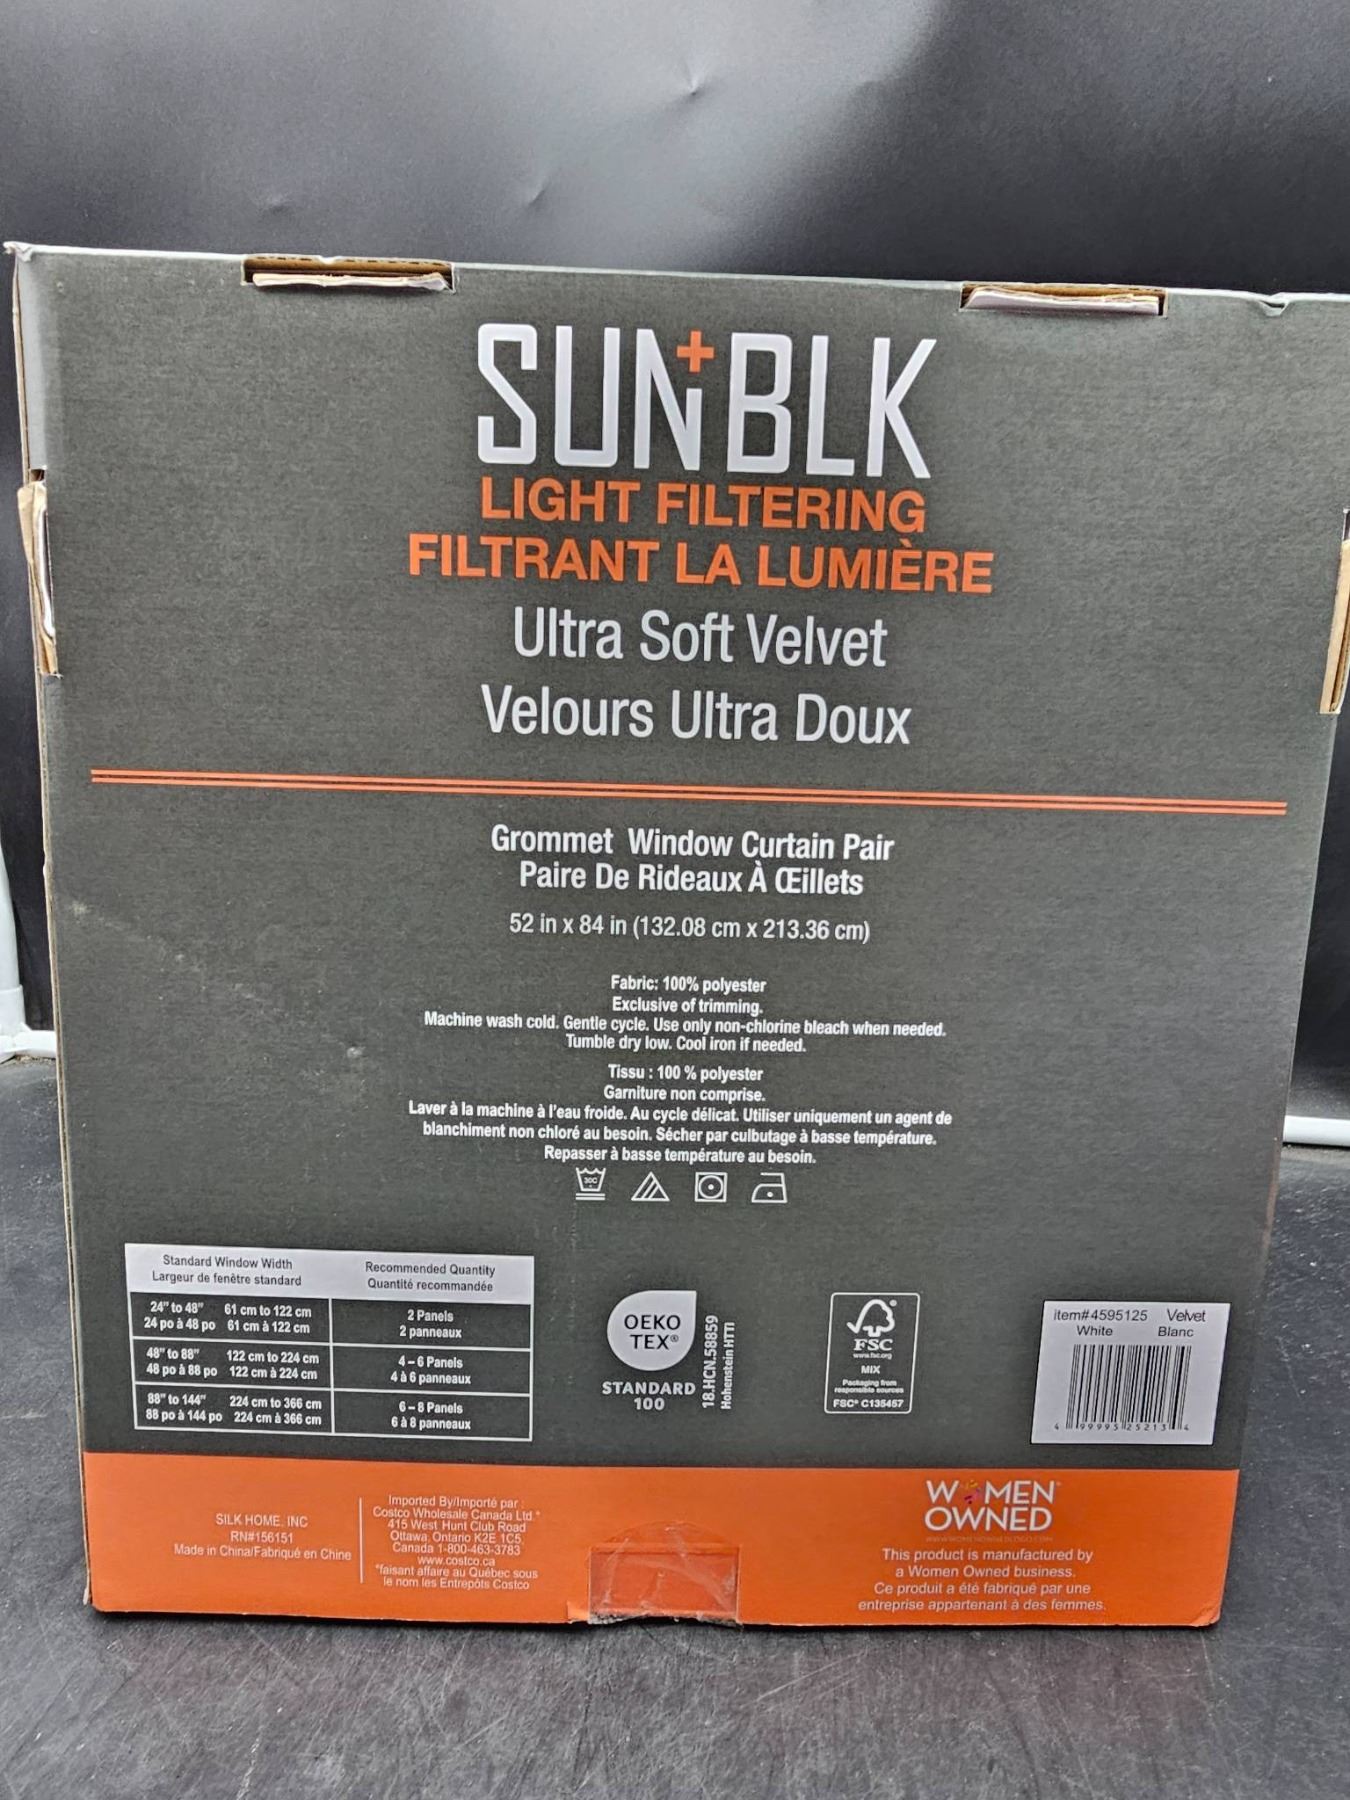 SUN+BLK
LIGHT FILTERING
FILTRANT LA LUMIÈRE
Ultra Soft Velvet
Velours Ultra Doux
Grommet Window Curtain Pair
Paire De Rideaux À Œillets
52 in x 84 in (132.08 cm x 213.36 cm)
Fabric: 100% polyester
Exclusive of trimming.
Machine wash cold. Gentle cycle. Use only non-chlorine bleach when needed.
Tumble dry low. Cool iron if needed.
Tissu : 100 % polyester
Garniture non comprise.
Laver à la machine à l'eau froide. Au cycle délicat. Utiliser uniquement un agent de
blanchiment non chloré au besoin. Sécher par culbutage à basse température.
Repasser à basse température au besoin.
30C
Standard Window Width Recommended Quantity
Largeur de fenêtre standard Quantité recommandée
24" to 48" 61 cm to 122 cm 2 Panels
24 po à 48 po 61 cm à 122 cm 2 panneaux
48" to 88" 122 cm to 224 cm 4 – 6 Panels
48 po à 88 po 122 cm à 224 cm 4 à 6 panneaux
88" to 144" 224 cm to 366 cm 6 – 8 Panels
88 po à 144 po 224 cm à 366 cm 6 à 8 panneaux
OEKO
TEX®
STANDARD
100
18.HCN.58859
Hohenstein HTTI
FSC
www.fsc.org
MIX
Packaging from
responsible sources
FSC® C135457
item#4595125 Velvet
White Blanc
4 99995 25213 4
SILK HOME. INC
RN#156151
Made in China/Fabriqué en Chine
Imported By/Importé par :
Costco Wholesale Canada Ltd.*
415 West Hunt Club Road
Ottawa, Ontario K2E 1C5
Canada 1-800-463-3783
www.costco.ca
*faisant affaire au Québec sous
le nom les Entrepôts Costco
WOMEN
OWNED
This product is manufactured by
a Women Owned business.
Ce produit a été fabriqué par une
entreprise appartenant à des femmes.